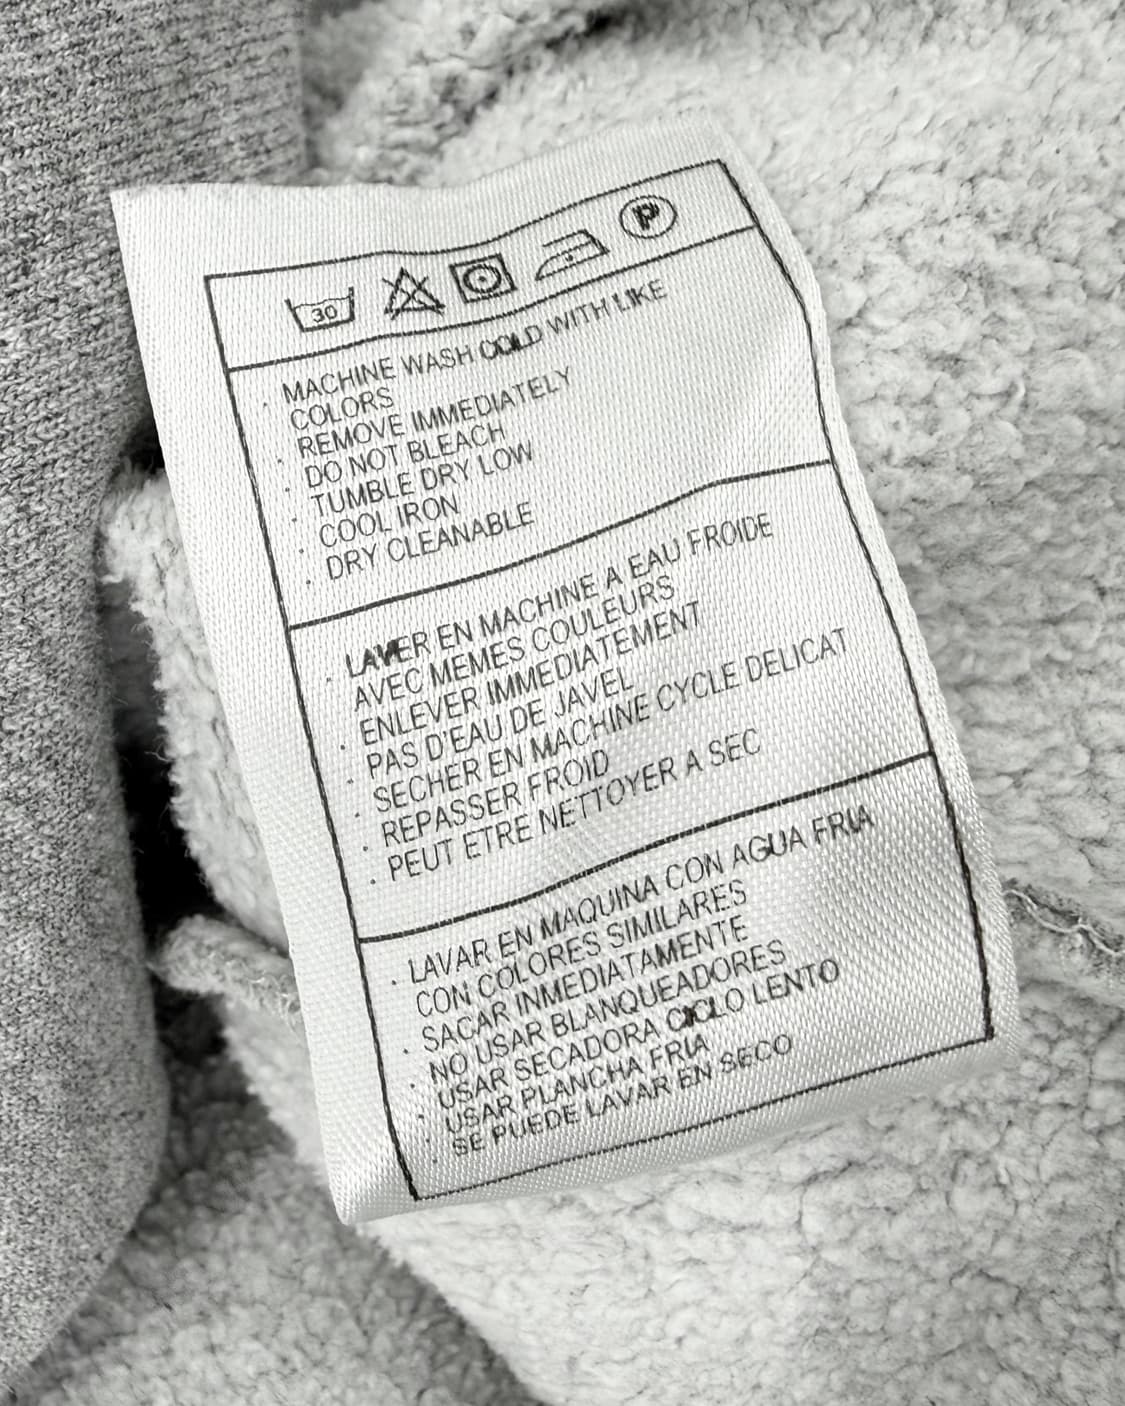 30
P
MACHINE WASH COLD WITH LIKE
COLORS
REMOVE IMMEDIATELY
DO NOT BLEACH
TUMBLE DRY LOW
COOL IRON
DRY CLEANABLE
LAVER EN MACHINE A EAU FROIDE
AVEC MEMES COULEURS
ENLEVER IMMEDIATEMENT
PAS D'EAU DE JAVEL
SECHER EN MACHINE CYCLE DELICAT
REPASSER FROID
PEUT ETRE NETTOYER A SEC
LAVAR EN MAQUINA CON AGUA FRIA
CON COLORES SIMILARES
SACAR INMEDIATAMENTE
NO USAR BLANQUEADORES
USAR SECADORA CICLO LENTO
USAR PLANCHA FRIA
SE PUEDE LAVAR EN SECO